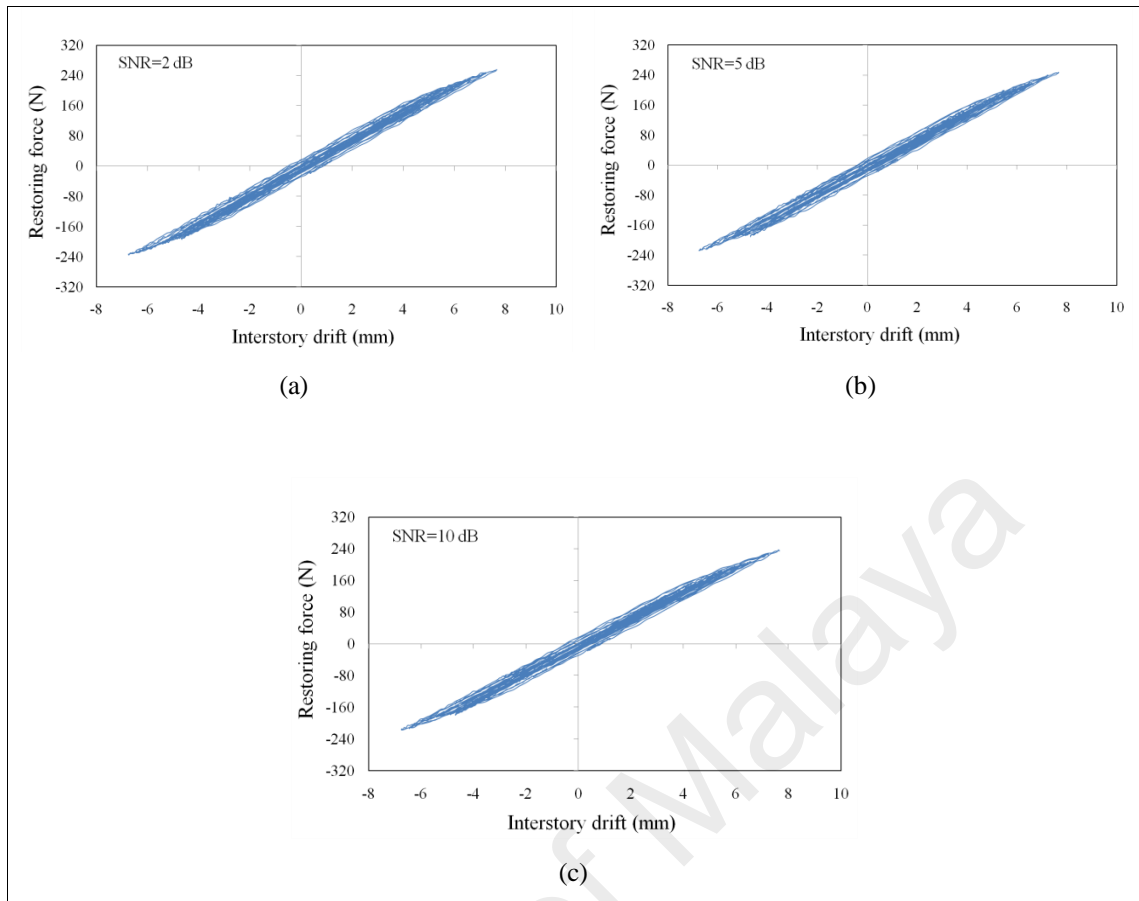 SNR=2 dB
Restoring force (N)
320
240
160
80
0
-80
-160
-240
-320
-8 -6 -4 -2 0 2 4 6 8 10
Interstory drift (mm)
(a)
SNR=5 dB
Restoring force (N)
320
240
160
80
0
-80
-160
-240
-320
-8 -6 -4 -2 0 2 4 6 8 10
Interstory drift (mm)
(b)
SNR=10 dB
Restoring force (N)
320
240
160
80
0
-80
-160
-240
-320
-8 -6 -4 -2 0 2 4 6 8 10
Interstory drift (mm)
(c)
of Malaya